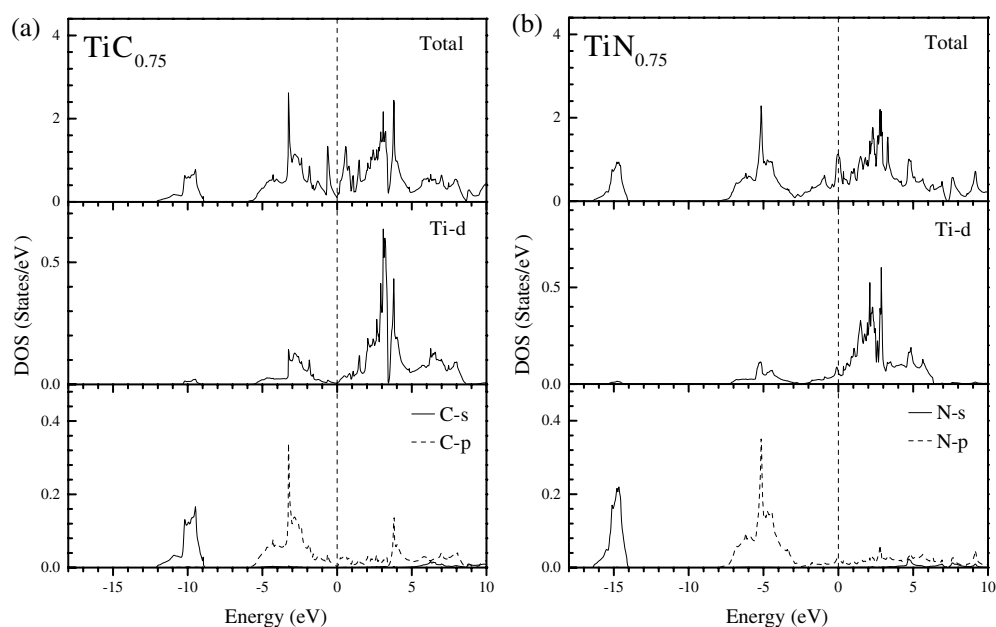 (a)
TiC0.75
Total
4
2
0
Ti-d
0.5
0.0
C-s
C-p
0.4
0.2
0.0
-15 -10 -5 0 5 10
Energy (eV)
DOS (States/eV)
(b)
TiN0.75
Total
4
2
0
Ti-d
0.5
0.0
N-s
N-p
0.4
0.2
0.0
-15 -10 -5 0 5 10
Energy (eV)
DOS (States/eV)